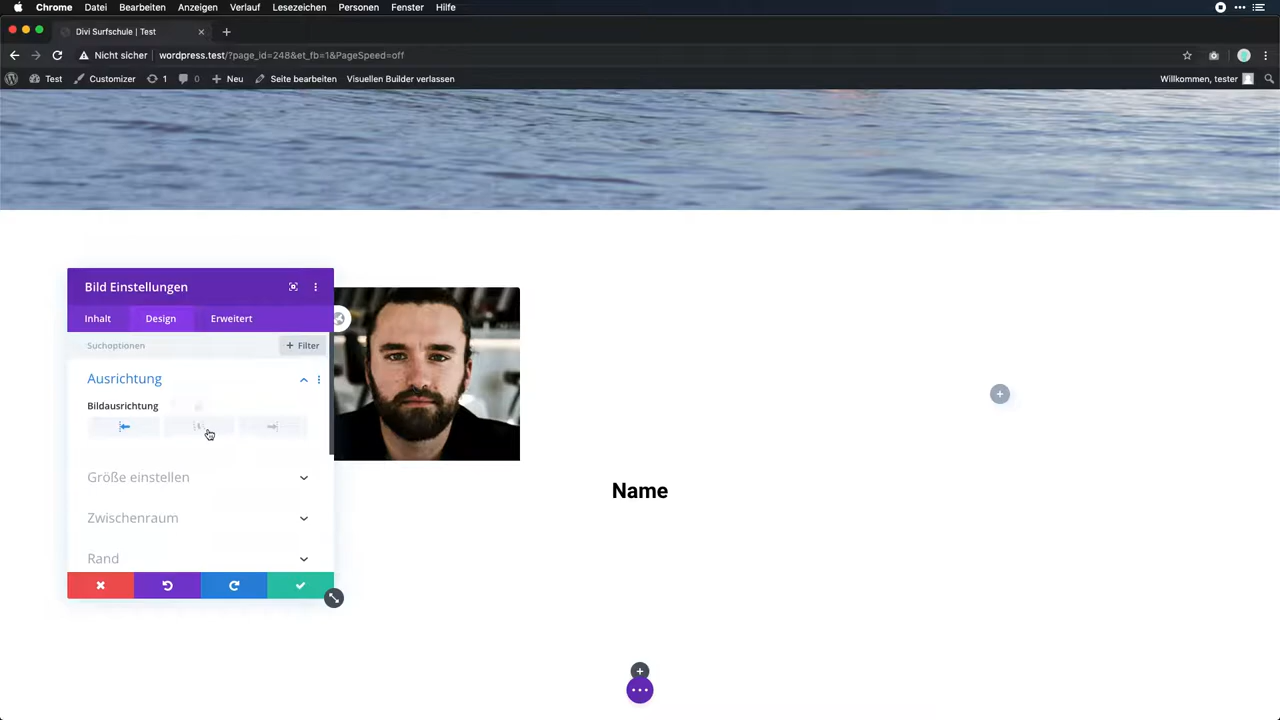 Chrome Datei Bearbeiten Anzeigen Verlauf Lesezeichen Personen Fenster Hilfe
Divi Surfschule | Test
Nicht sicher wordpress.test/?page_id=248&et_fb=1&PageSpeed=off
Test Customizer 1 0 Neu Seite bearbeiten Visuellen Builder verlassen Willkommen, tester
Bild Einstellungen
Inhalt Design Erweitert
Suchoptionen + Filter
Ausrichtung
Bildausrichtung
Größe einstellen
Name
Zwischenraum
Rand